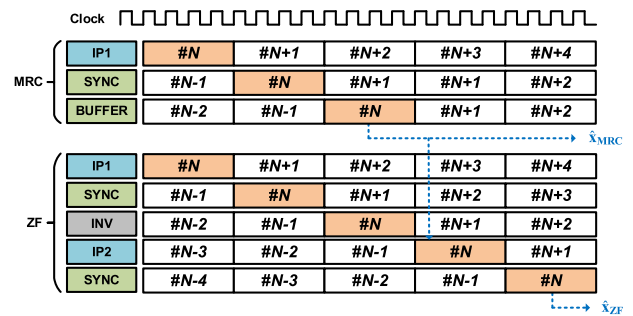 Clock
MRC
IP1 #N #N+1 #N+2 #N+3 #N+4
SYNC #N-1 #N #N+1 #N+1 #N+2
BUFFER #N-2 #N-1 #N #N+1 #N+2
x̂MRC
ZF
IP1 #N #N+1 #N+2 #N+3 #N+4
SYNC #N-1 #N #N+1 #N+2 #N+3
INV #N-2 #N-1 #N #N+1 #N+2
IP2 #N-3 #N-2 #N-1 #N #N+1
SYNC #N-4 #N-3 #N-2 #N-1 #N
x̂ZF